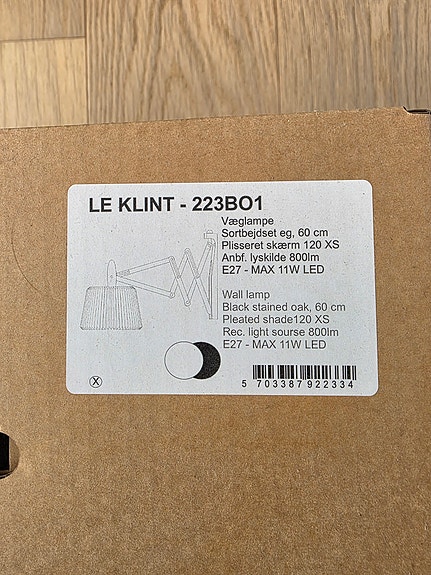 LE KLINT - 223BO1
Væglampe
Sortbejdset eg, 60 cm
Plisseret skærm 120 XS
Anbf. lyskilde 800lm
E27 - MAX 11W LED
Wall lamp
Black stained oak, 60 cm
Pleated shade120 XS
Rec. light sourse 800lm
E27 - MAX 11W LED
X
5 703387 922334